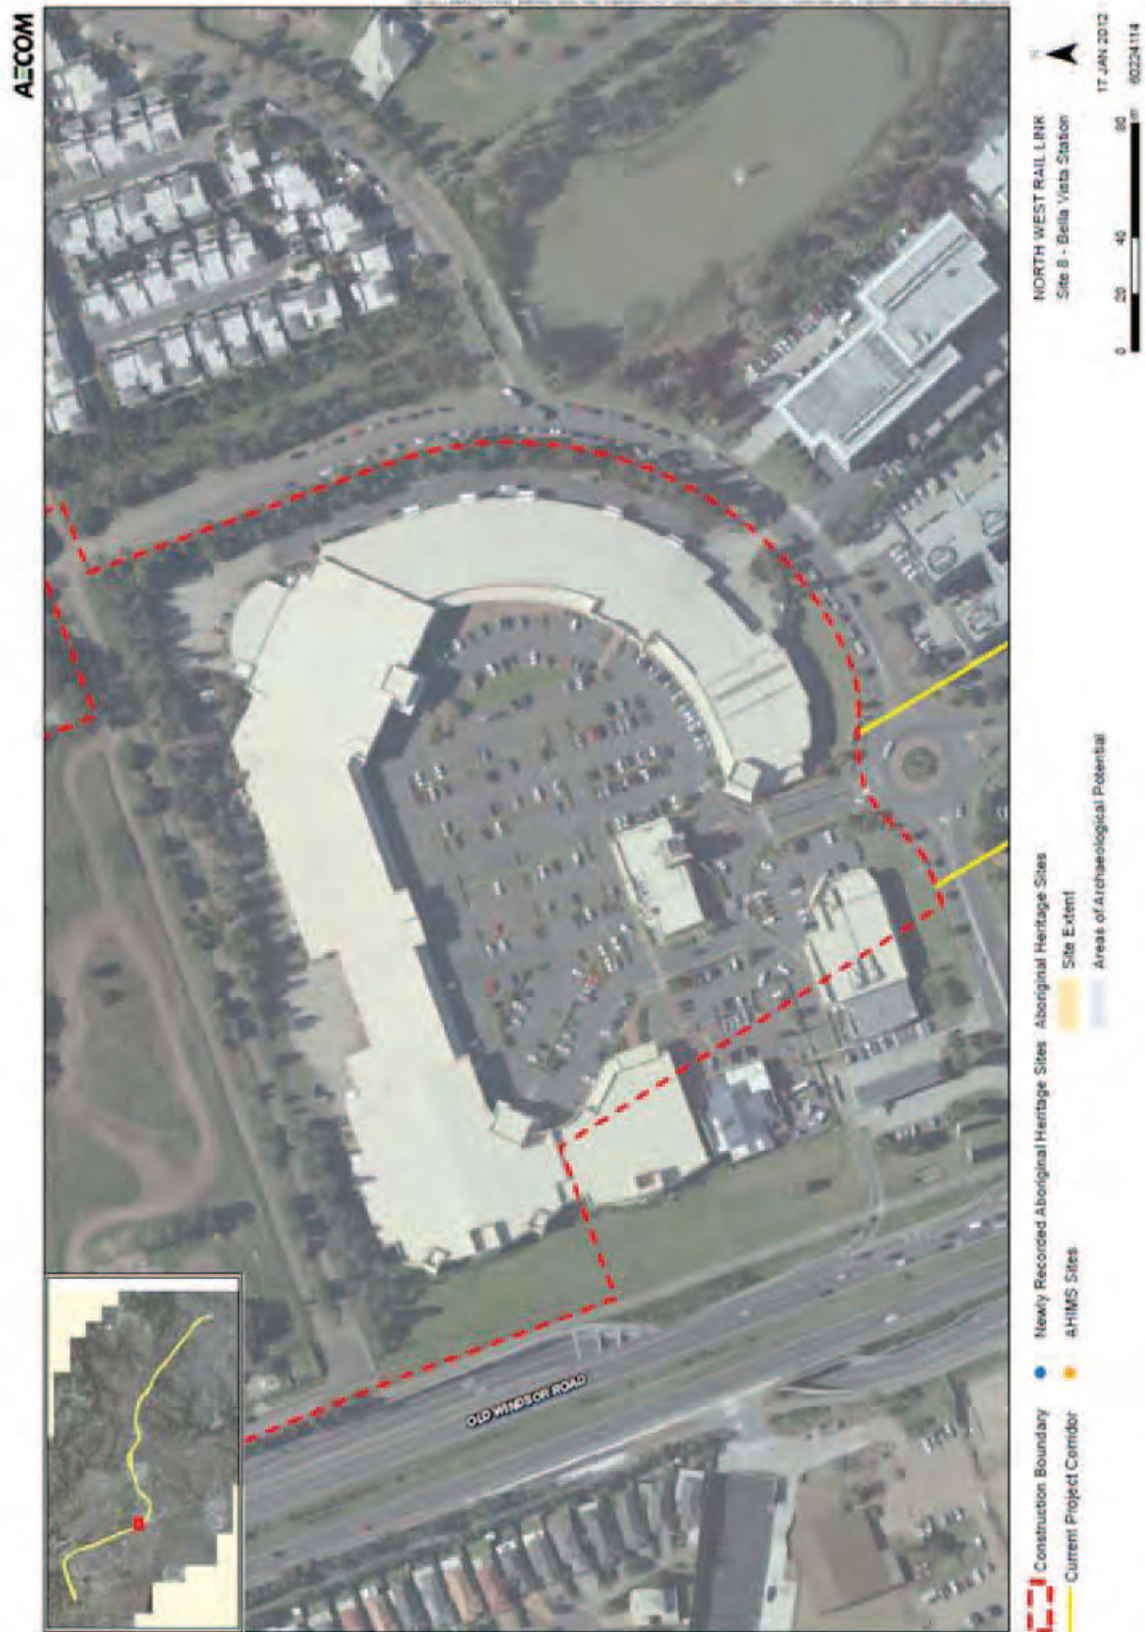 AECOM
OLD WINDSOR ROAD
Construction Boundary
Current Project Corridor
Newly Recorded Aboriginal Heritage Sites
AHIMS Sites
Aboriginal Heritage Sites
Site Extent
Areas of Archaeological Potential
NORTH WEST RAIL LINK
Site 8 - Bella Vista Station
0 20 40 80
17 JAN 2012
60224114